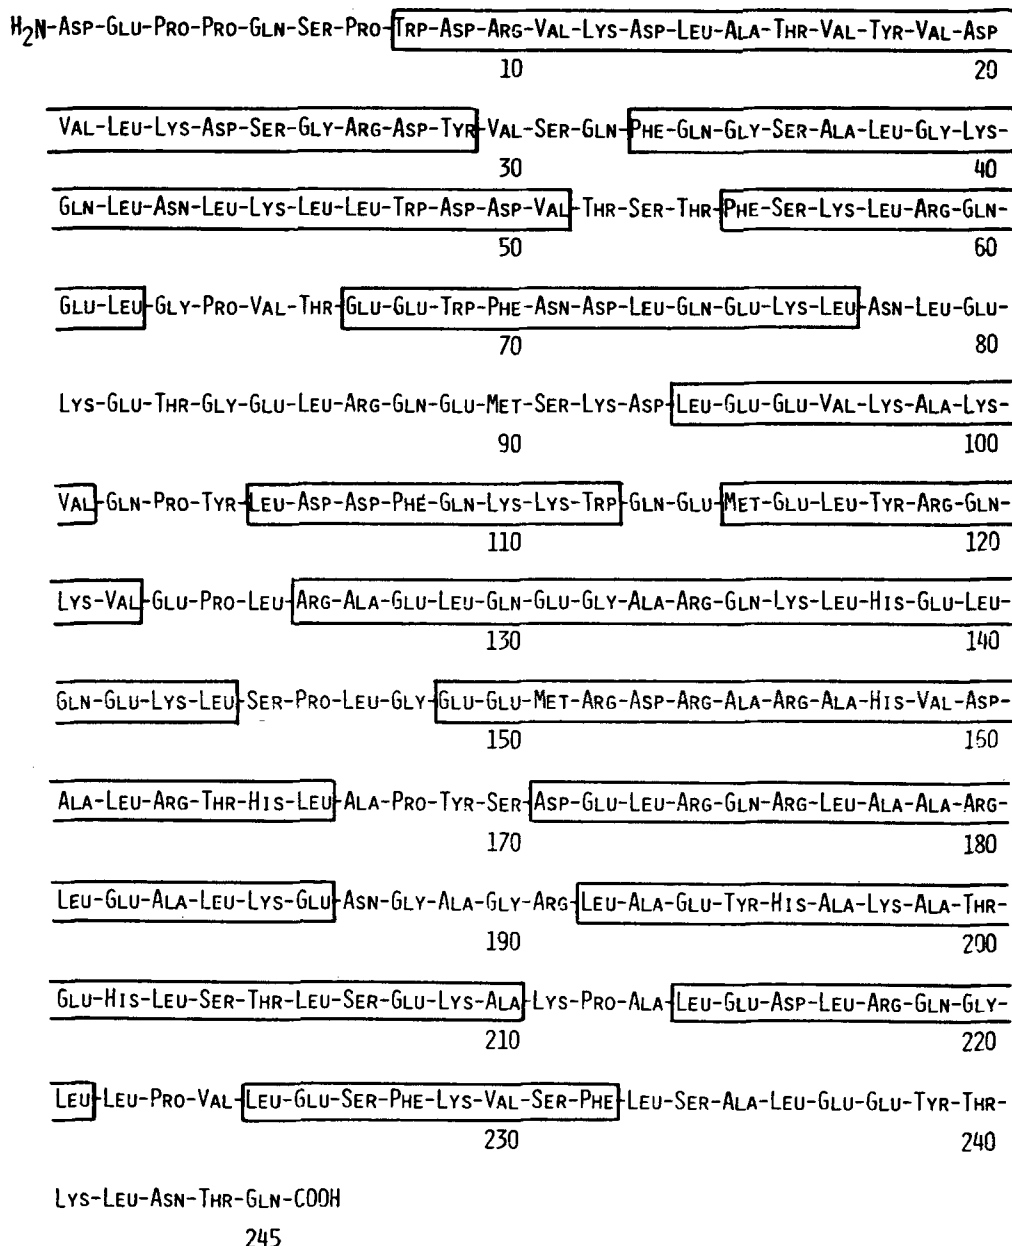 H2N-Asp-Glu-Pro-Pro-Gln-Ser-Pro-Trp-Asp-Arg-Val-Lys-Asp-Leu-Ala-Thr-Val-Tyr-Val-Asp
10 20
Val-Leu-Lys-Asp-Ser-Gly-Arg-Asp-Tyr-Val-Ser-Gln-Phe-Gln-Gly-Ser-Ala-Leu-Gly-Lys-
30 40
Gln-Leu-Asn-Leu-Lys-Leu-Leu-Trp-Asp-Asp-Val-Thr-Ser-Thr-Phe-Ser-Lys-Leu-Arg-Gln-
50 60
Glu-Leu-Gly-Pro-Val-Thr-Glu-Glu-Trp-Phe-Asn-Asp-Leu-Gln-Glu-Lys-Leu-Asn-Leu-Glu-
70 80
Lys-Glu-Thr-Gly-Glu-Leu-Arg-Gln-Glu-Met-Ser-Lys-Asp-Leu-Glu-Glu-Val-Lys-Ala-Lys-
90 100
Val-Gln-Pro-Tyr-Leu-Asp-Asp-Phe-Gln-Lys-Lys-Trp-Gln-Glu-Met-Glu-Leu-Tyr-Arg-Gln-
110 120
Lys-Val-Glu-Pro-Leu-Arg-Ala-Glu-Leu-Gln-Glu-Gly-Ala-Arg-Gln-Lys-Leu-His-Glu-Leu-
130 140
Gln-Glu-Lys-Leu-Ser-Pro-Leu-Gly-Glu-Glu-Met-Arg-Asp-Arg-Ala-Arg-Ala-His-Val-Asp-
150 160
Ala-Leu-Arg-Thr-His-Leu-Ala-Pro-Tyr-Ser-Asp-Glu-Leu-Arg-Gln-Arg-Leu-Ala-Ala-Arg-
170 180
Leu-Glu-Ala-Leu-Lys-Glu-Asn-Gly-Ala-Gly-Arg-Leu-Ala-Glu-Tyr-His-Ala-Lys-Ala-Thr-
190 200
Glu-His-Leu-Ser-Thr-Leu-Ser-Glu-Lys-Ala-Lys-Pro-Ala-Leu-Glu-Asp-Leu-Arg-Gln-Gly-
210 220
Leu-Leu-Pro-Val-Leu-Glu-Ser-Phe-Lys-Val-Ser-Phe-Leu-Ser-Ala-Leu-Glu-Glu-Tyr-Thr-
230 240
Lys-Leu-Asn-Thr-Gln-COOH
245